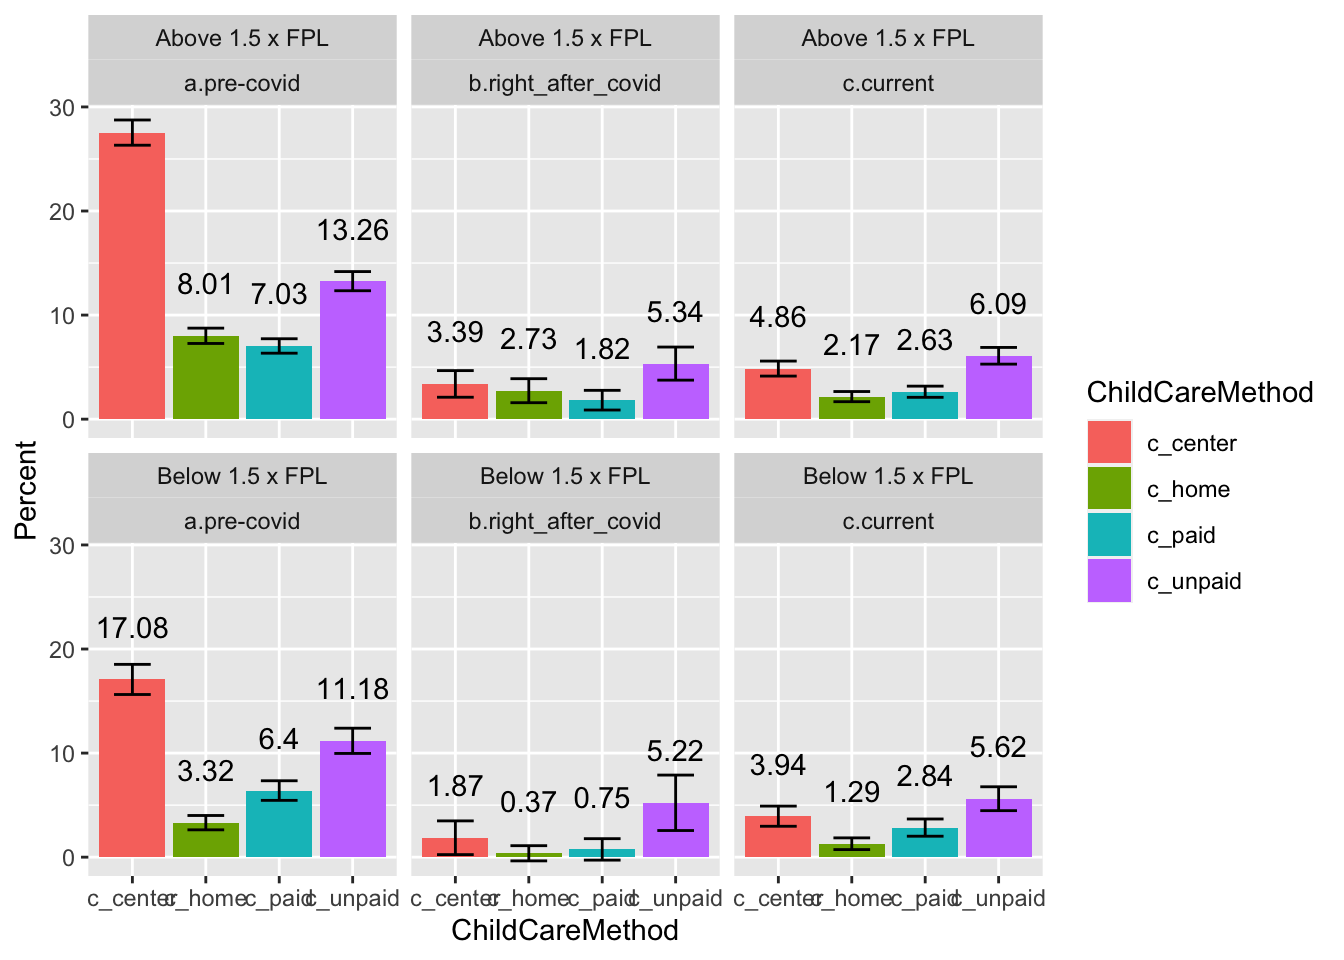 Above 1.5 x FPL
a.pre-covid
Above 1.5 x FPL
b.right_after_covid
Above 1.5 x FPL
c.current
30
20
10
0
13.26
8.01
7.03
3.39
2.73
1.82
5.34
4.86
2.17
2.63
6.09
Below 1.5 x FPL
a.pre-covid
Below 1.5 x FPL
b.right_after_covid
Below 1.5 x FPL
c.current
30
20
10
0
17.08
3.32
6.4
11.18
1.87
0.37
0.75
5.22
3.94
1.29
2.84
5.62
c_center c_home c_paid c_unpaid
c_center c_home c_paid c_unpaid
c_center c_home c_paid c_unpaid
ChildCareMethod
Percent
ChildCareMethod
c_center
c_home
c_paid
c_unpaid